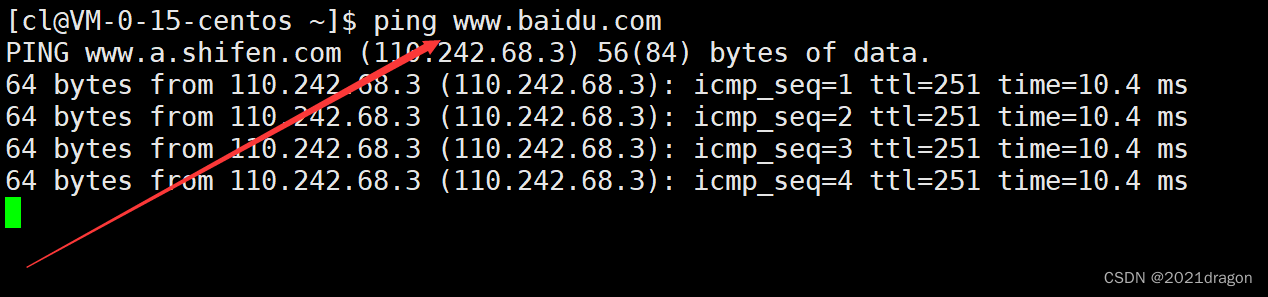 [cl@VM-0-15-centos ~]$ ping www.baidu.com
PING www.a.shifen.com (110.242.68.3) 56(84) bytes of data.
64 bytes from 110.242.68.3 (110.242.68.3): icmp_seq=1 ttl=251 time=10.4 ms
64 bytes from 110.242.68.3 (110.242.68.3): icmp_seq=2 ttl=251 time=10.4 ms
64 bytes from 110.242.68.3 (110.242.68.3): icmp_seq=3 ttl=251 time=10.4 ms
64 bytes from 110.242.68.3 (110.242.68.3): icmp_seq=4 ttl=251 time=10.4 ms
CSDN @2021dragon